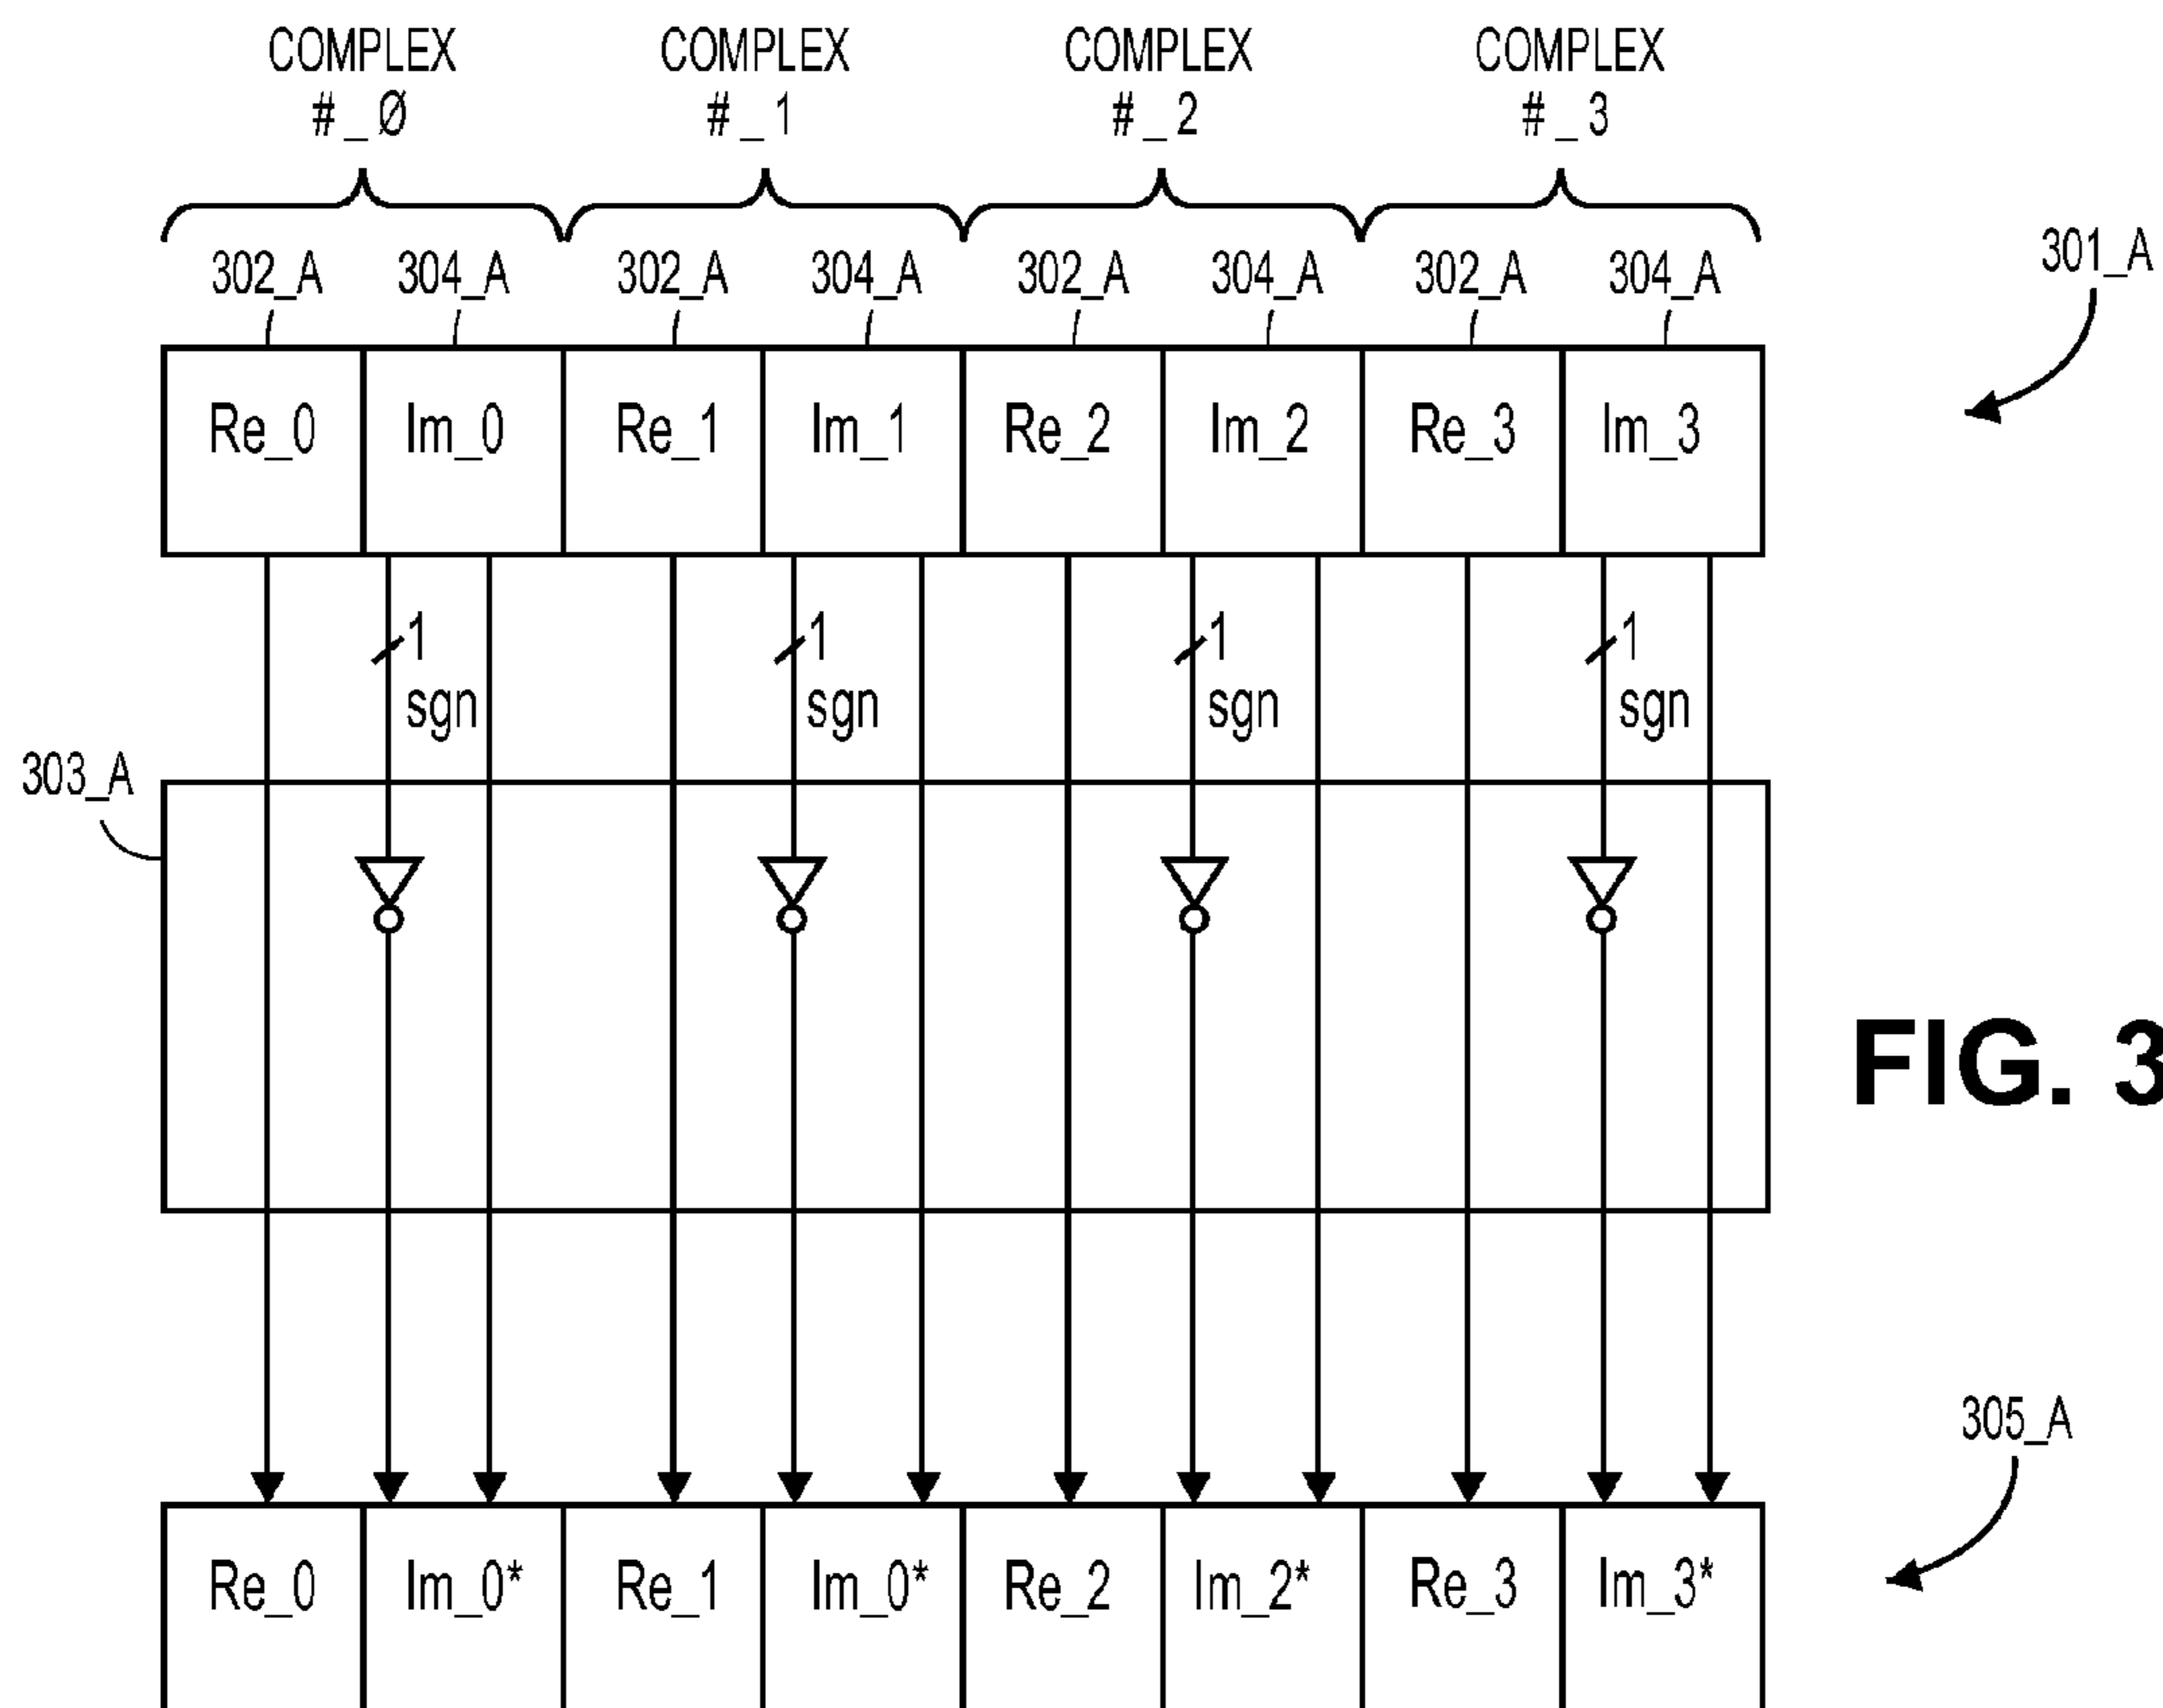 COMPLEX #_Ø COMPLEX #_1 COMPLEX #_2 COMPLEX #_3
302_A 304_A 302_A 304_A 302_A 304_A 302_A 304_A
301_A
Re_0 Im_0 Re_1 Im_1 Re_2 Im_2 Re_3 Im_3
1 1 1 1
sgn sgn sgn sgn
303_A
FIG. 3
305_A
Re_0 Im_0* Re_1 Im_0* Re_2 Im_2* Re_3 Im_3*